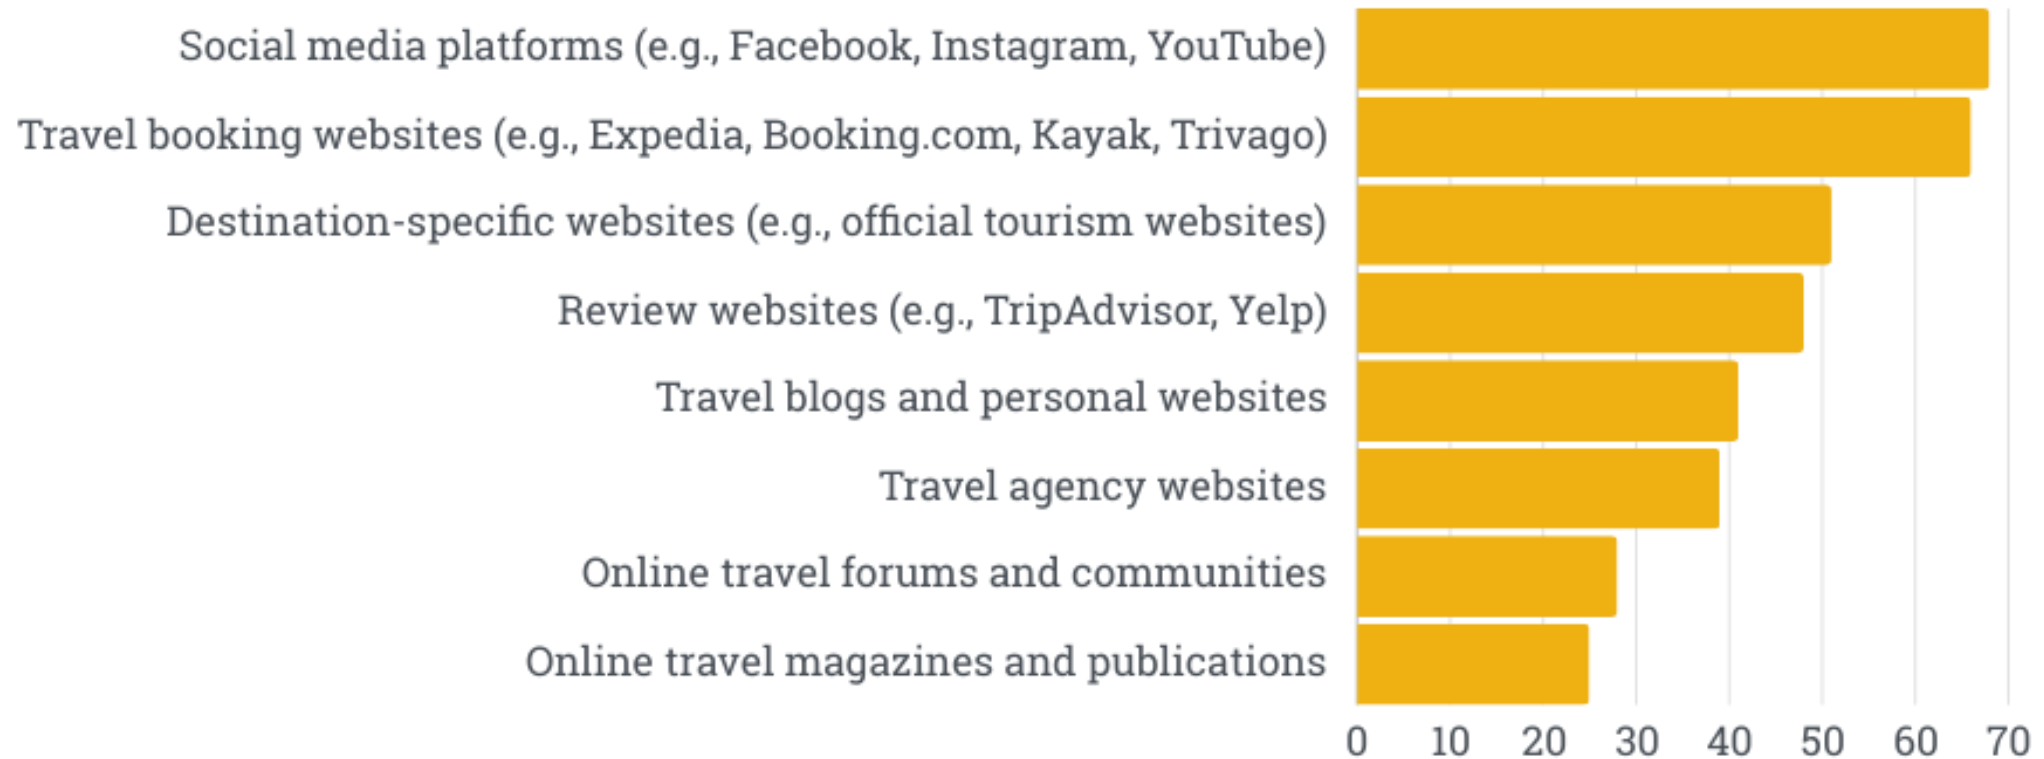 Social media platforms (e.g., Facebook, Instagram, YouTube)
Travel booking websites (e.g., Expedia, Booking.com, Kayak, Trivago)
Destination-specific websites (e.g., official tourism websites)
Review websites (e.g., TripAdvisor, Yelp)
Travel blogs and personal websites
Travel agency websites
Online travel forums and communities
Online travel magazines and publications
0 10 20 30 40 50 60 70